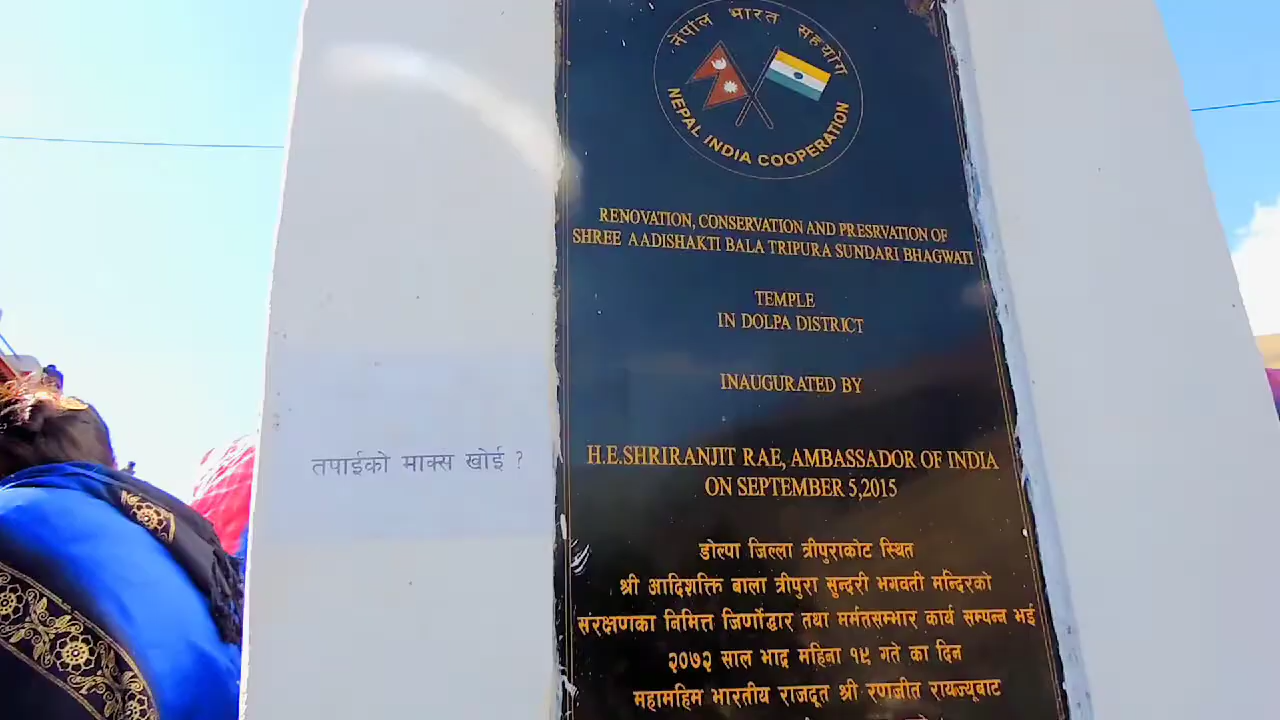 नेपाल भारत सहयोग
NEPAL INDIA COOPERATION
RENOVATION, CONSERVATION AND PRESRVATION OF
SHREE AADISHAKTI BALA TRIPURA SUNDARI BHAGWATI
TEMPLE
IN DOLPA DISTRICT
INAUGURATED BY
H.E.SHRIRANJIT RAE, AMBASSADOR OF INDIA
ON SEPTEMBER 5,2015
डोल्पा जिल्ला त्रीपुराकोट स्थित
श्री आदिशक्ति बाला त्रीपुरा सुन्दरी भगवती मन्दिरको
संरक्षणका निमित्त जिर्णोद्धार तथा मर्मतसम्भार कार्य सम्पन्न भई
२०७२ साल भाद्र महिना १९ गते का दिन
महामहिम भारतीय राजदूत श्री रणजीत रायज्यूबाट
तपाईको माक्स खोई ?